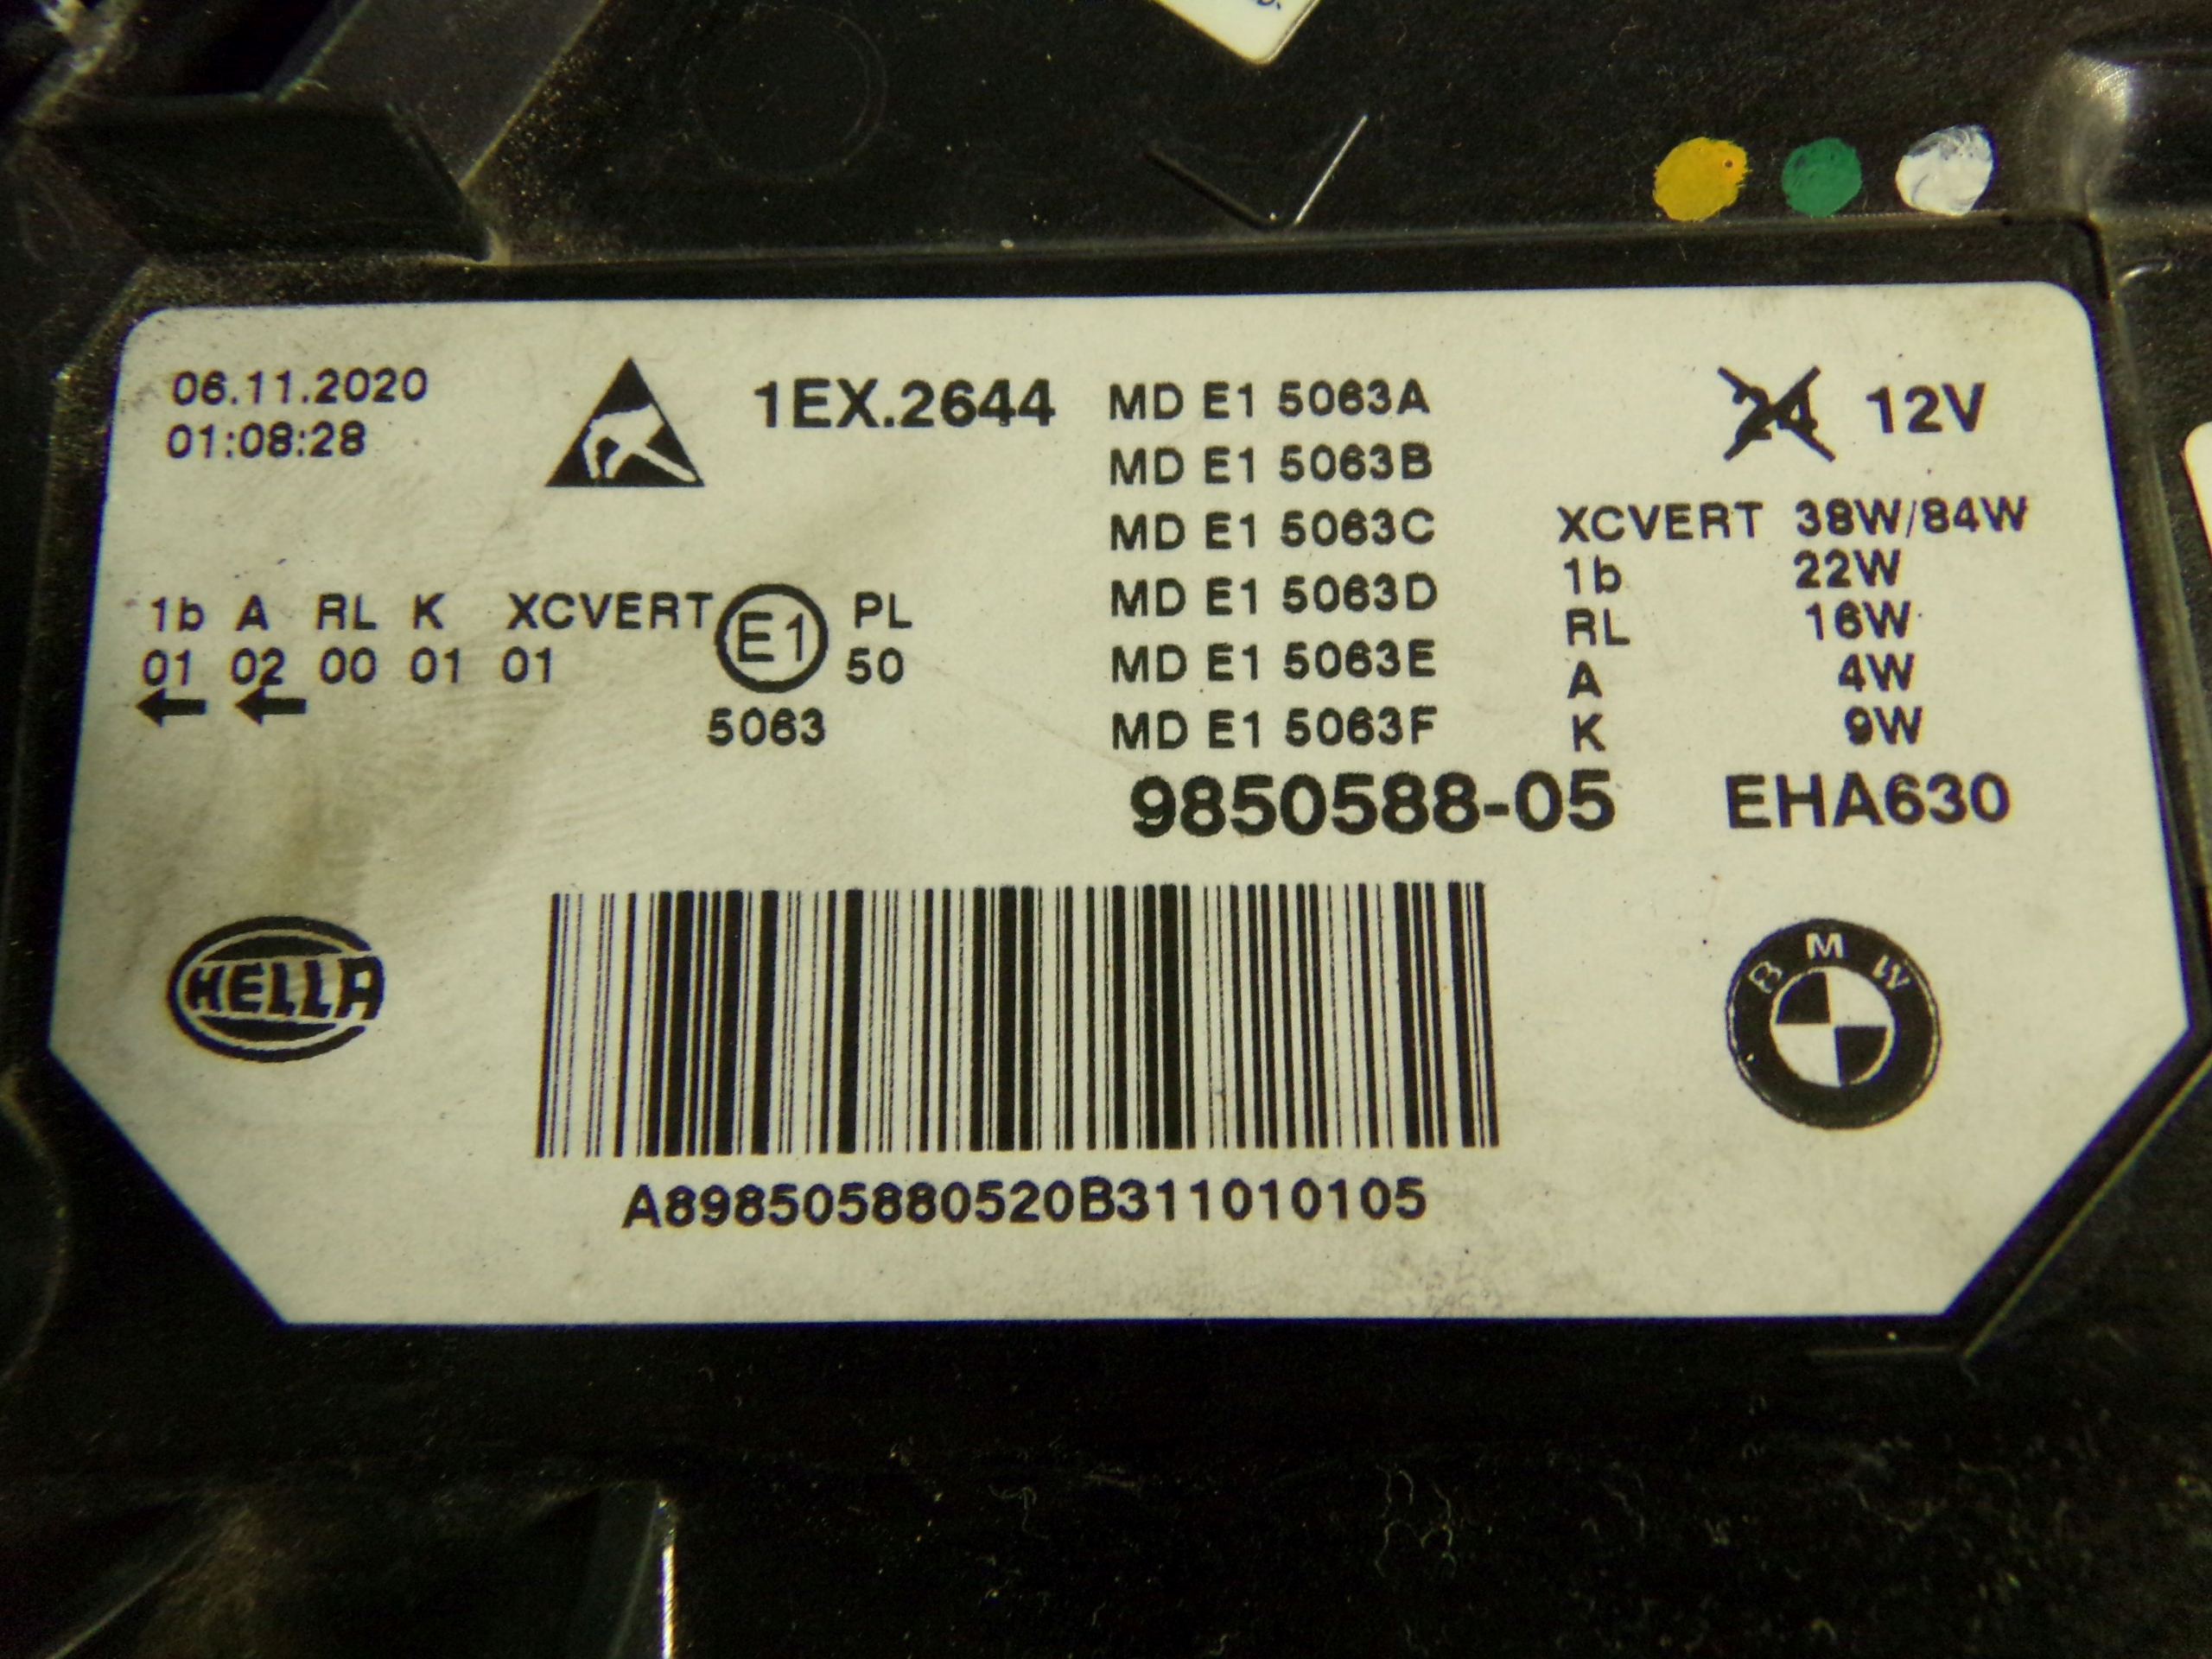 06.11.2020
01:08:28
1EX.2644
MD E1 5063A
MD E1 5063B
MD E1 5063C
MD E1 5063D
MD E1 5063E
MD E1 5063F
24 12V
XCVERT 38W/84W
1b 22W
RL 16W
A 4W
K 9W
1b A RL K XCVERT E1 PL
01 02 00 01 01 50
5063
9850588-05 EHA630
HELLA
BMW
A898505880520B311010105